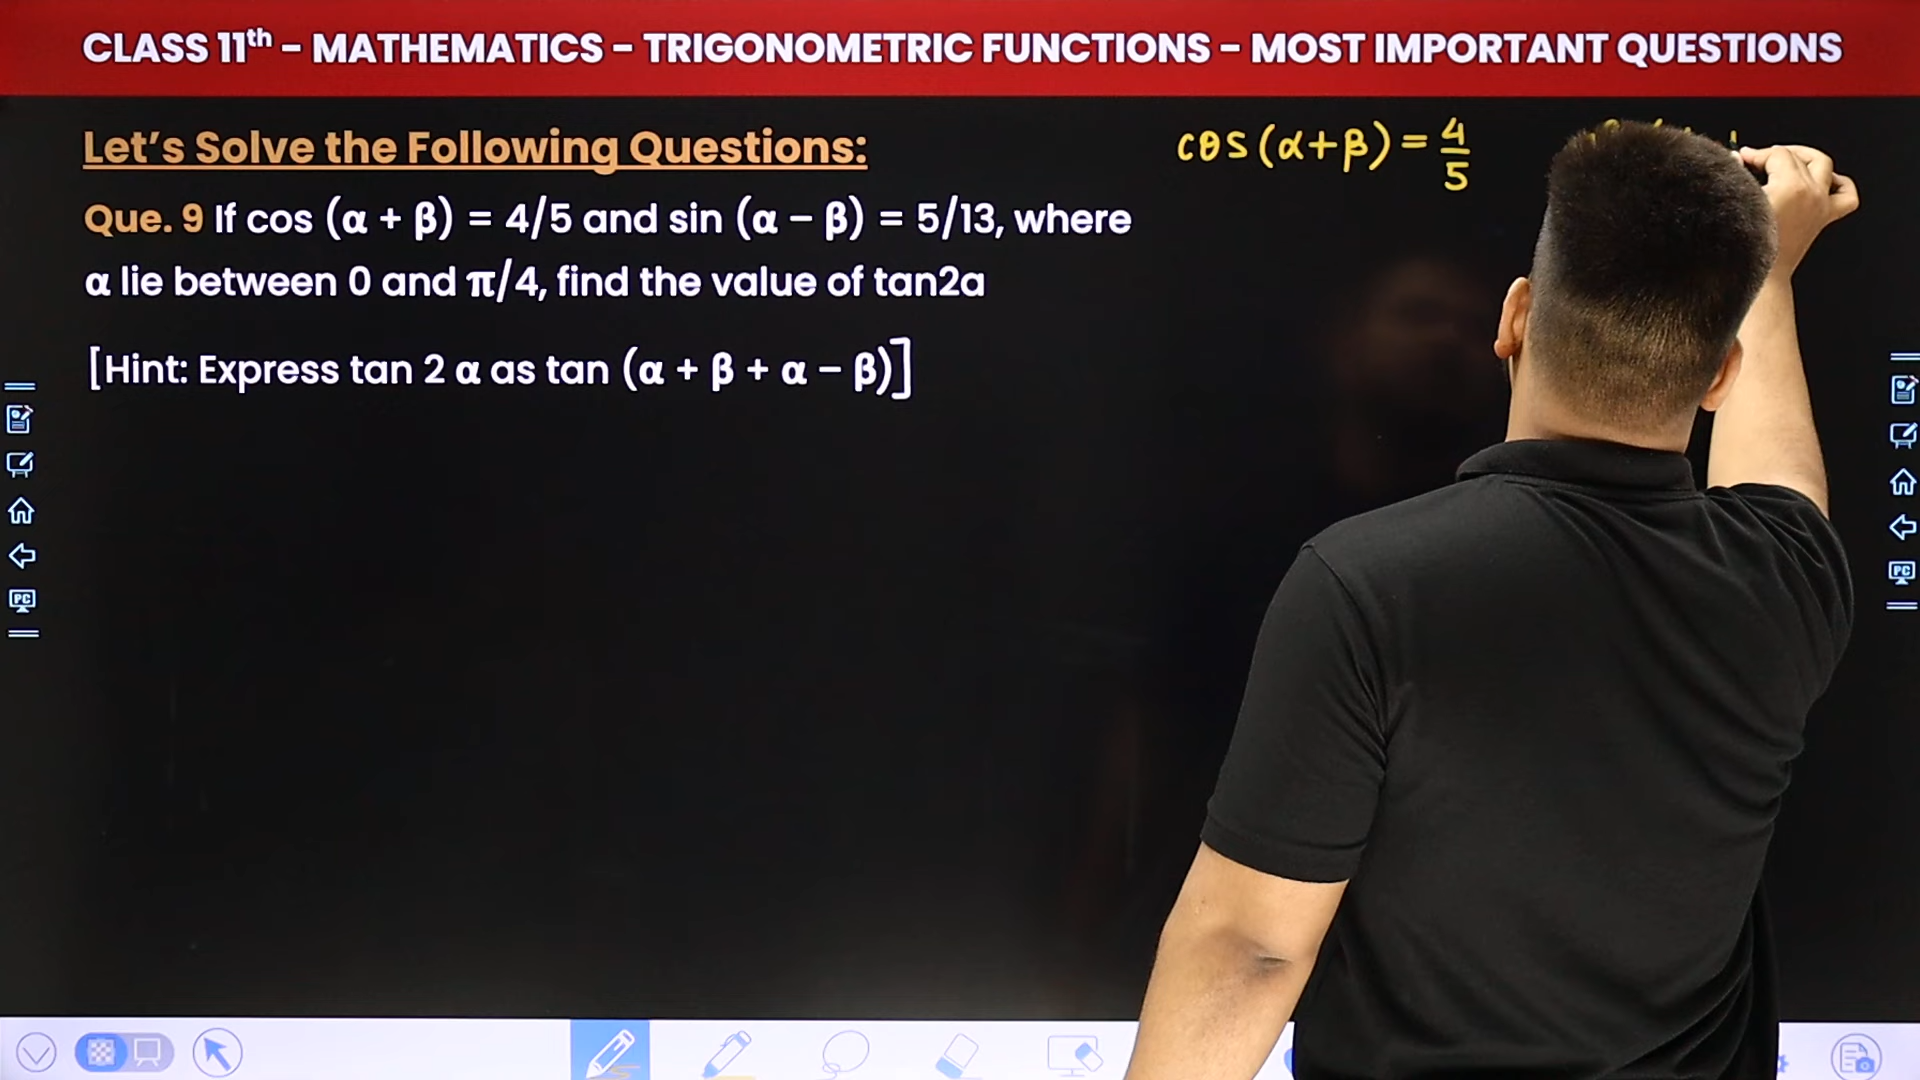 CLASS 11th – MATHEMATICS – TRIGONOMETRIC FUNCTIONS – MOST IMPORTANT QUESTIONS
Let's Solve the Following Questions:
Que. 9 If cos (α + β) = 4/5 and sin (α – β) = 5/13, where
α lie between 0 and π/4, find the value of tan2a
[Hint: Express tan 2 α as tan (α + β + α – β)]
cos(α+β)=4/5
PC
PC